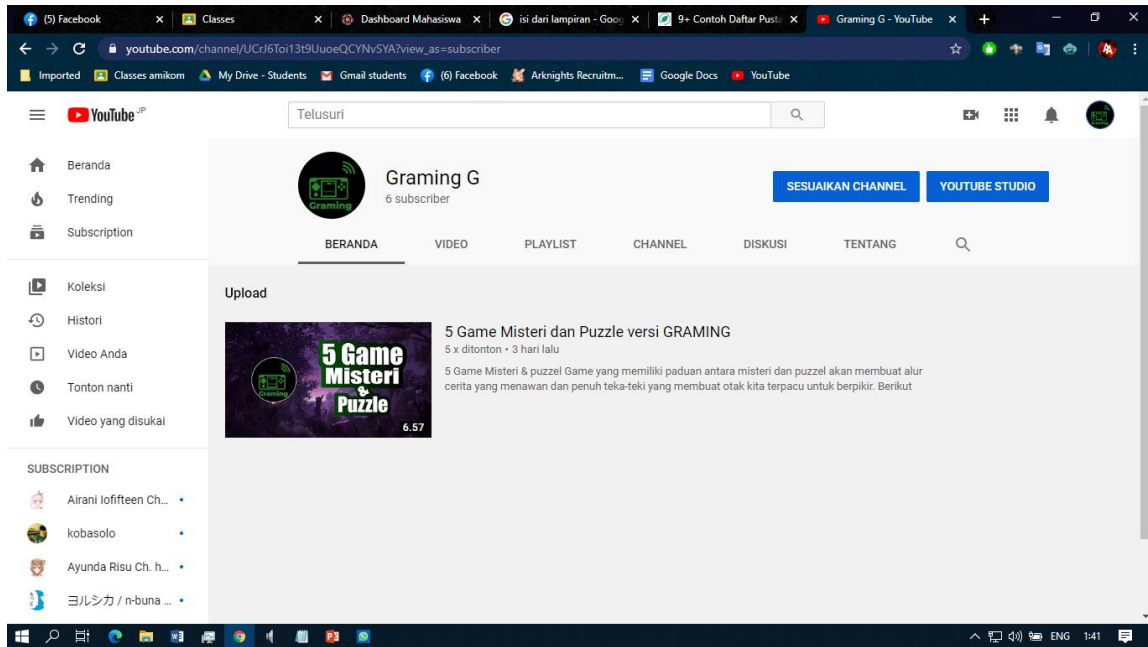 (5) Facebook
Classes
Dashboard Mahasiswa
isi dari lampiran - Goog
9+ Contoh Daftar Pusta
Graming G - YouTube
youtube.com/channel/UCrJ6Toi13t9UuoeQCYNvSYA?view_as=subscriber
Imported
Classes amikom
My Drive - Students
Gmail students
(6) Facebook
Arknights Recruitm...
Google Docs
YouTube
YouTube JP
Telusuri
Beranda
Trending
Subscription
Koleksi
Histori
Video Anda
Tonton nanti
Video yang disukai
SUBSCRIPTION
Airani Iofifteen Ch...
kobasolo
Ayunda Risu Ch. h...
ヨルシカ / n-buna ...
Graming
Graming G
6 subscriber
SESUAIKAN CHANNEL
YOUTUBE STUDIO
BERANDA
VIDEO
PLAYLIST
CHANNEL
DISKUSI
TENTANG
Upload
Graming
5 Game
Misteri
&
Puzzle
6.57
5 Game Misteri dan Puzzle versi GRAMING
5 x ditonton • 3 hari lalu
5 Game Misteri & puzzel Game yang memiliki paduan antara misteri dan puzzel akan membuat alur
cerita yang menawan dan penuh teka-teki yang membuat otak kita terpacu untuk berpikir. Berikut
ENG
1:41